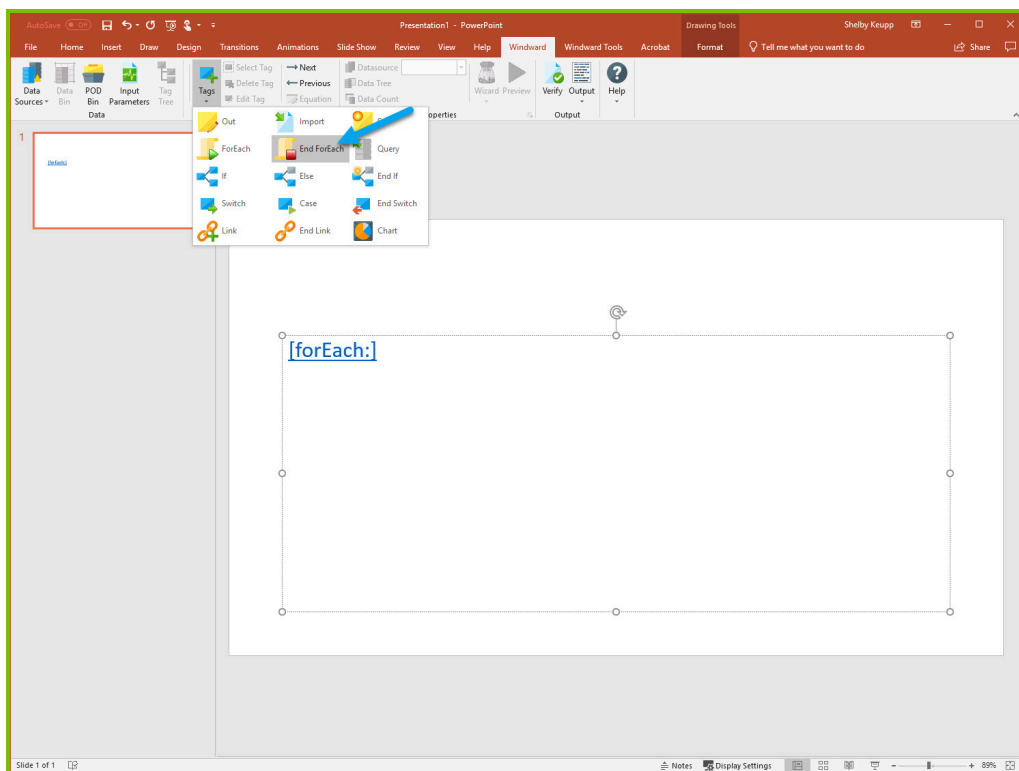 AutoSave Off Presentation1 - PowerPoint Drawing Tools Shelby Keupp
File Home Insert Draw Design Transitions Animations Slide Show Review View Help Windward Windward Tools Acrobat Format Tell me what you want to do Share
Data Sources Data Bin POD Bin Input Parameters Tag Tree Tags Select Tag Next Datasource Wizard Preview Verify Output Help
Delete Tag Previous Data Tree
Edit Tag Equation Data Count
Data operties Output
Out Import
ForEach End ForEach Query
If Else End If
Switch Case End Switch
Link End Link Chart
1
[forEach:]
[forEach:]
Slide 1 of 1 Notes Display Settings 89%